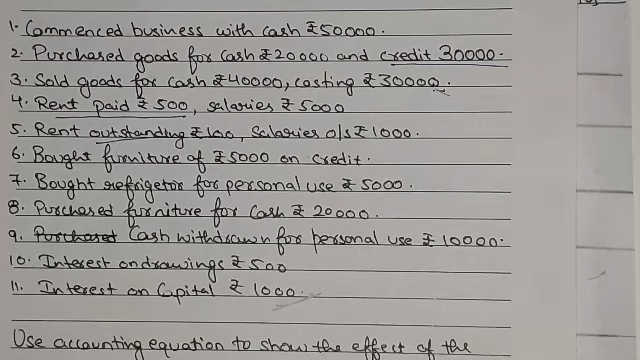 1. Commenced business with cash ₹50000.
2. Purchased goods for cash ₹20000 and credit 30000.
3. Sold goods for cash ₹40000, costing ₹30000.
4. Rent paid ₹500, salaries ₹5000
5. Rent outstanding ₹100, salaries o/s ₹1000.
6. Bought furniture of ₹5000 on credit.
7. Bought refrigetor for personal use ₹5000.
8. Purchased furniture for cash ₹20000.
9. Purchased Cash withdrawn for personal use ₹10000.
10. Interest on drawings ₹500
11. Interest on Capital ₹1000.
Use accounting equation to show the effect of the